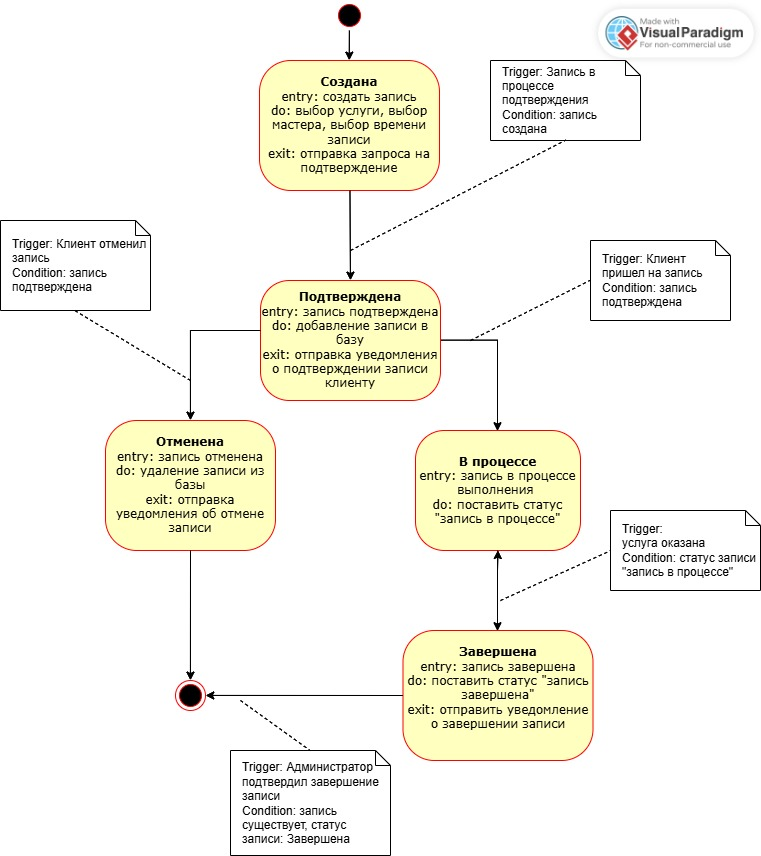 Made with
VisualParadigm
For non-commercial use
Создана
entry: создать запись
do: выбор услуги, выбор
мастера, выбор времени
записи
exit: отправка запроса на
подтверждение
Trigger: Запись в
процессе
подтверждения
Condition: запись
создана
Trigger: Клиент отменил
запись
Condition: запись
подтверждена
Trigger: Клиент
пришел на запись
Condition: запись
подтверждена
Подтверждена
entry: запись подтверждена
do: добавление записи в
базу
exit: отправка уведомления
о подтверждении записи
клиенту
Отменена
entry: запись отменена
do: удаление записи из
базы
exit: отправка
уведомления об отмене
записи
В процессе
entry: запись в процессе
выполнения
do: поставить статус
"запись в процессе"
Trigger:
услуга оказана
Condition: статус записи
"запись в процессе"
Завершена
entry: запись завершена
do: поставить статус "запись
завершена"
exit: отправить уведомление
о завершении записи
Trigger: Администратор
подтвердил завершение
записи
Condition: запись
существует, статус
записи: Завершена